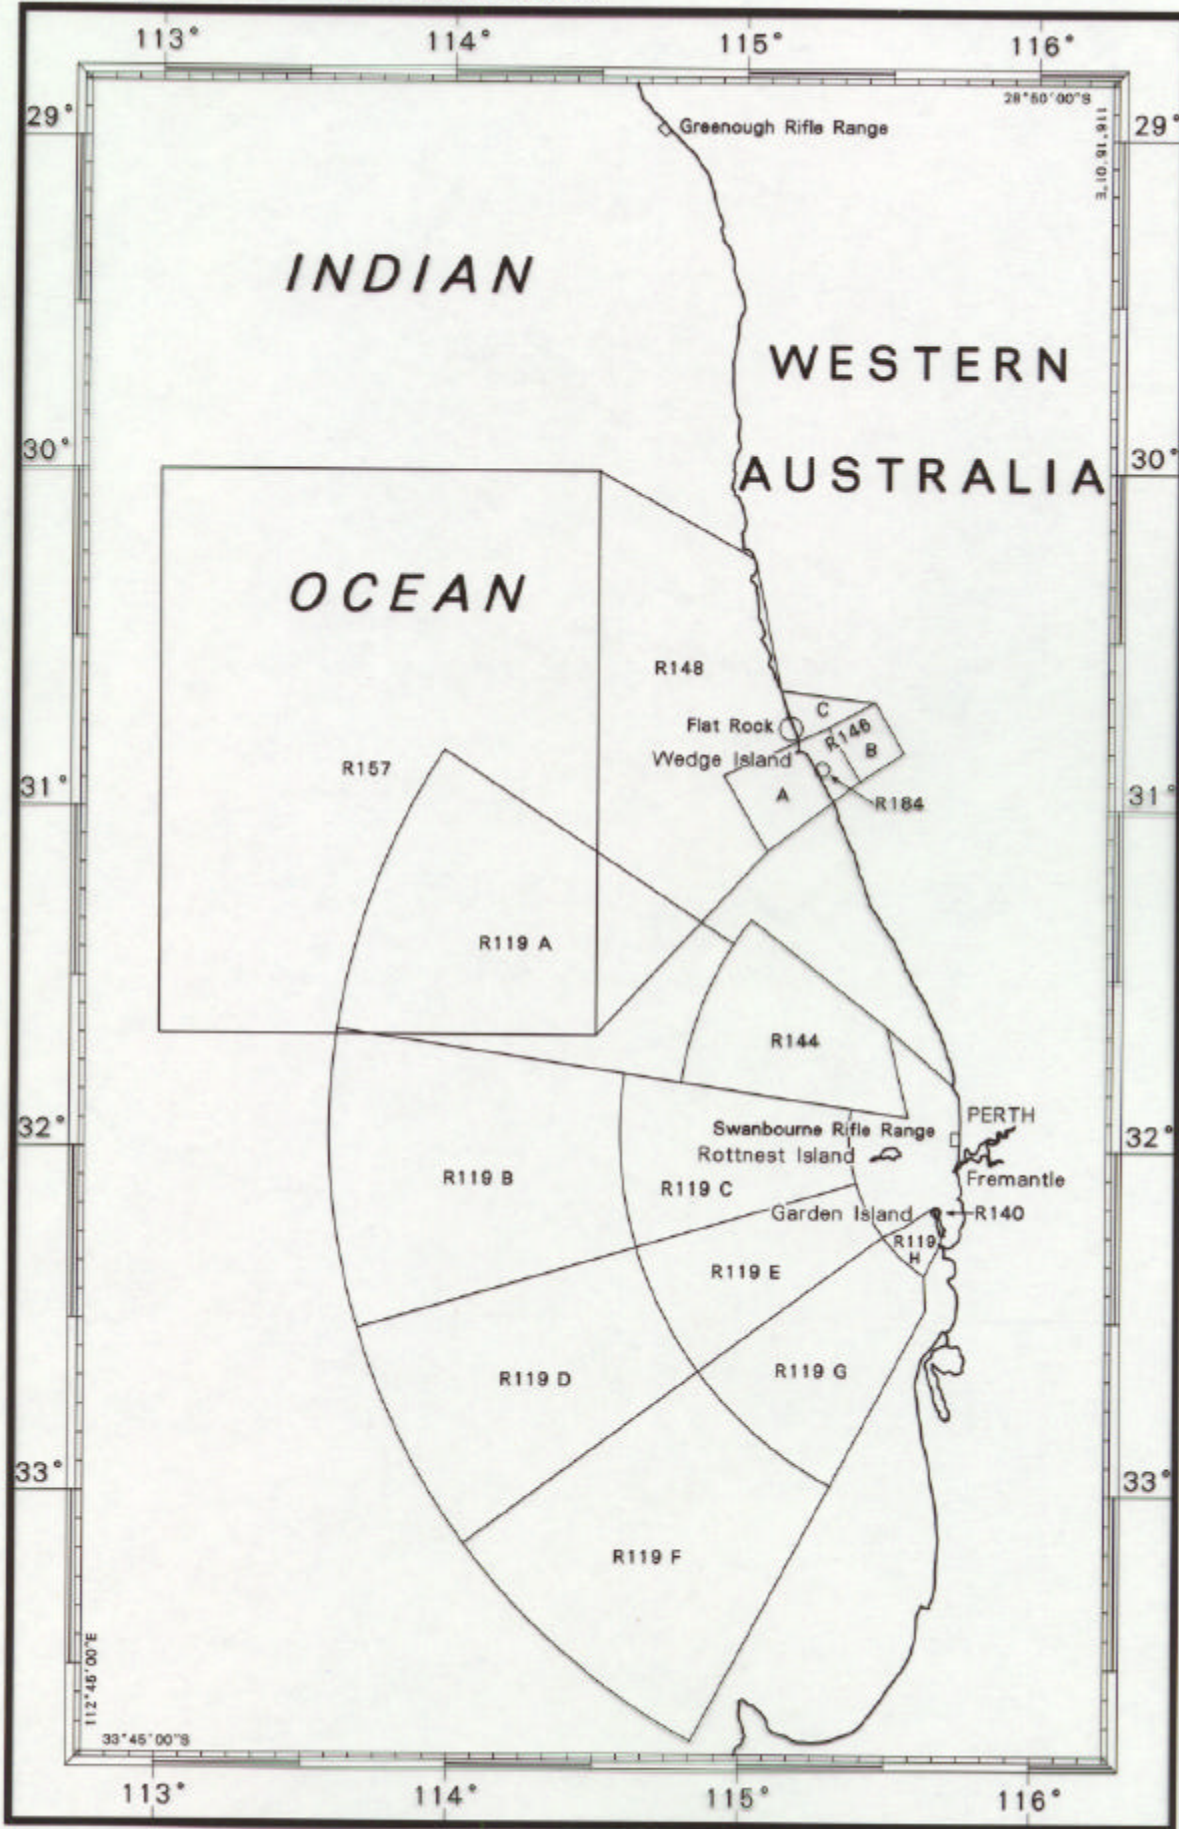 113° 114° 115° 116°
28°50'00"S
116°15'01"E
29° 29°
Greenough Rifle Range
INDIAN
WESTERN
AUSTRALIA
30° 30°
OCEAN
R148
C
Flat Rock
R146
B
Wedge Island
R157
A
R184
31° 31°
R119 A
R144
PERTH
32° 32°
Swanbourne Rifle Range
Rottnest Island
R119 B
R119 C
Fremantle
Garden Island
R140
R119
H
R119 E
R119 D
R119 G
33° 33°
R119 F
112°45'00"E
33°45'00"S
113° 114° 115° 116°